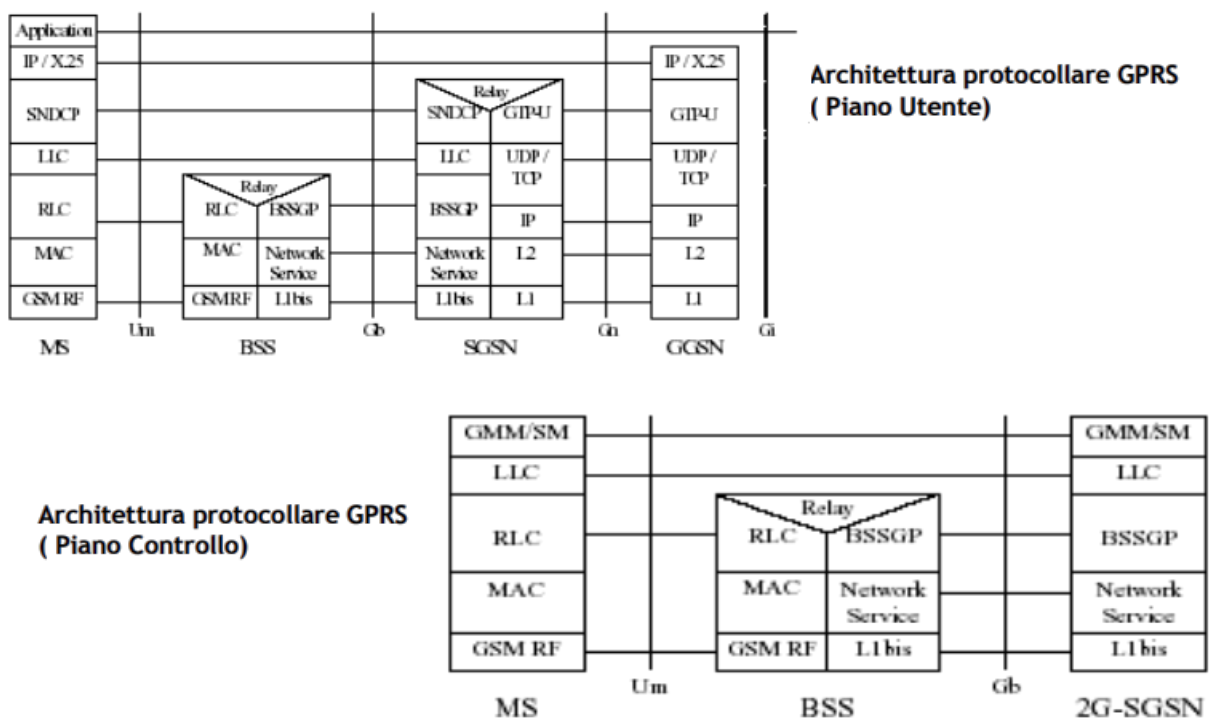 Application
IP / X.25
IP / X.25
Architettura protocollare GPRS
( Piano Utente)
Relay
SNDCP
SNDCP
GTP-U
GTP-U
LLC
LLC
UDP /
TCP
UDP /
TCP
Relay
RLC
RLC
BSSGP
BSSGP
IP
IP
MAC
MAC
Network
Service
Network
Service
L2
L2
GSM RF
GSM RF
L1bis
L1bis
L1
L1
Um
Gb
Gn
Gi
MS
BSS
SGSN
GGSN
Architettura protocollare GPRS
( Piano Controllo)
GMM/SM
GMM/SM
LLC
LLC
Relay
RLC
RLC
BSSGP
BSSGP
MAC
MAC
Network
Service
Network
Service
GSM RF
GSM RF
L1bis
L1bis
Um
Gb
MS
BSS
2G-SGSN